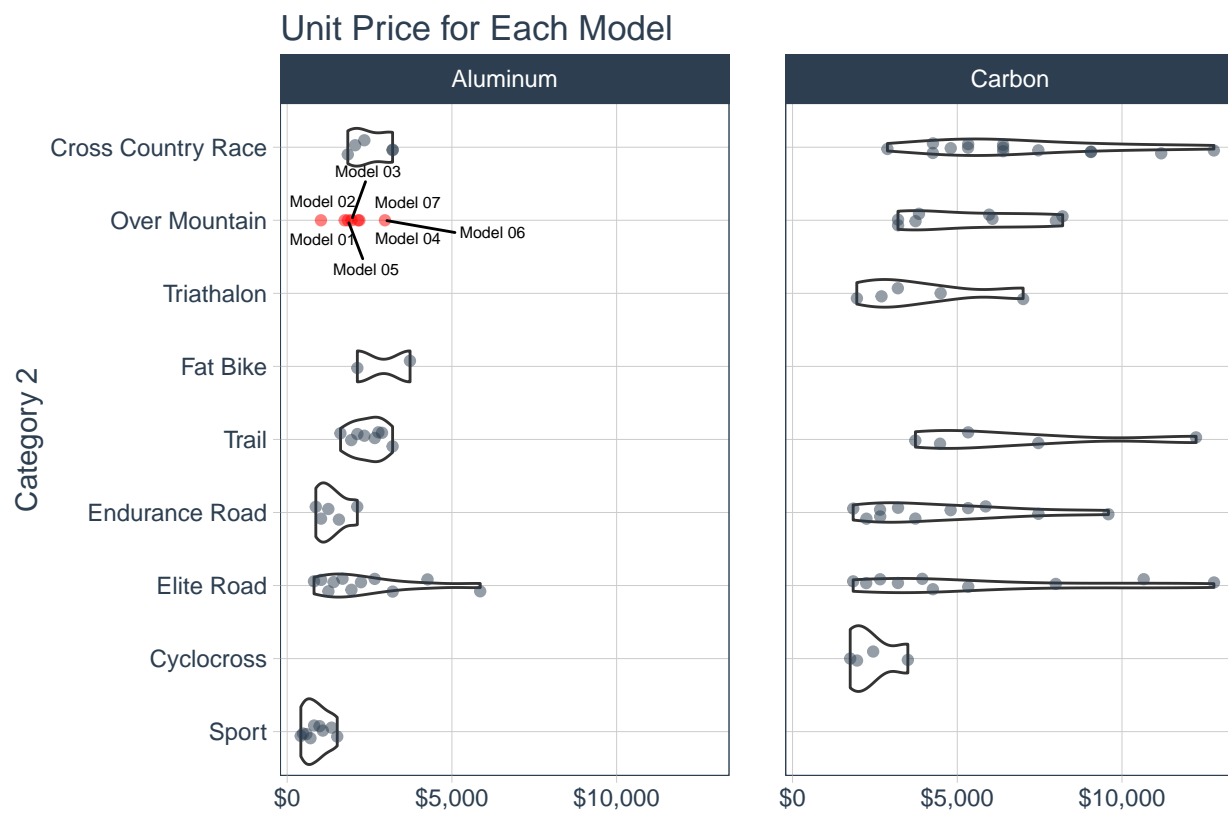 Unit Price for Each Model
Aluminum
Carbon
Category 2
Cross Country Race
Over Mountain
Triathalon
Fat Bike
Trail
Endurance Road
Elite Road
Cyclocross
Sport
Model 03
Model 02
Model 07
Model 01
Model 04
Model 06
Model 05
$0
$5,000
$10,000
$0
$5,000
$10,000